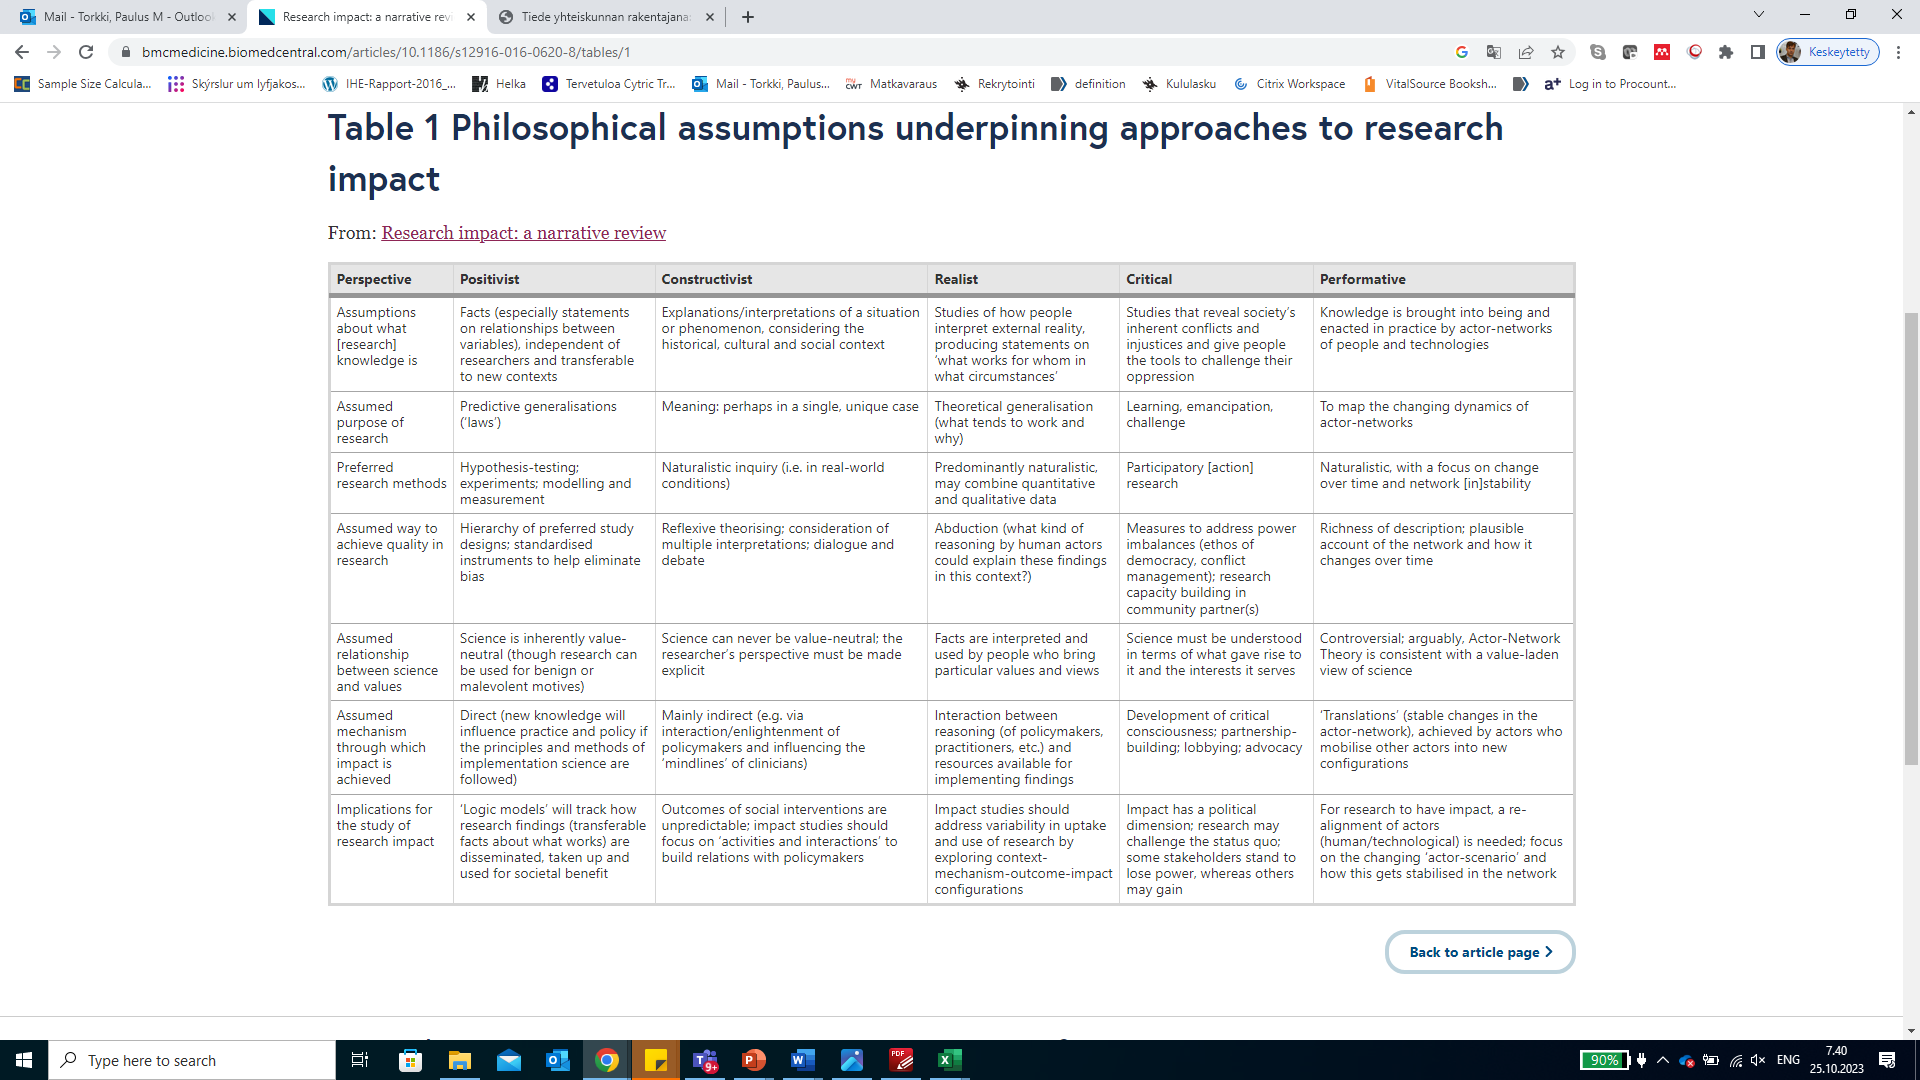 Mail - Torkki, Paulus M - Outloo
Research impact: a narrative revi
Tiede yhteiskunnan rakentajana:
bmcmedicine.biomedcentral.com/articles/10.1186/s12916-016-0620-8/tables/1
Keskeytetty
Sample Size Calcula...
Skýrslur um lyfjakos...
IHE-Rapport-2016_...
Helka
Tervetuloa Cytric Tr...
Mail - Torkki, Paulus...
Matkavaraus
Rekrytointi
definition
Kululasku
Citrix Workspace
VitalSource Booksh...
Log in to Procount...
Table 1 Philosophical assumptions underpinning approaches to research
impact
From: Research impact: a narrative review
Perspective
Positivist
Constructivist
Realist
Critical
Performative
Assumptions
about what
[research]
knowledge is
Facts (especially statements
on relationships between
variables), independent of
researchers and transferable
to new contexts
Explanations/interpretations of a situation
or phenomenon, considering the
historical, cultural and social context
Studies of how people
interpret external reality,
producing statements on
‘what works for whom in
what circumstances’
Studies that reveal society’s
inherent conflicts and
injustices and give people
the tools to challenge their
oppression
Knowledge is brought into being and
enacted in practice by actor-networks
of people and technologies
Assumed
purpose of
research
Predictive generalisations
(‘laws’)
Meaning: perhaps in a single, unique case
Theoretical generalisation
(what tends to work and
why)
Learning, emancipation,
challenge
To map the changing dynamics of
actor-networks
Preferred
research methods
Hypothesis-testing;
experiments; modelling and
measurement
Naturalistic inquiry (i.e. in real-world
conditions)
Predominantly naturalistic,
may combine quantitative
and qualitative data
Participatory [action]
research
Naturalistic, with a focus on change
over time and network [in]stability
Assumed way to
achieve quality in
research
Hierarchy of preferred study
designs; standardised
instruments to help eliminate
bias
Reflexive theorising; consideration of
multiple interpretations; dialogue and
debate
Abduction (what kind of
reasoning by human actors
could explain these findings
in this context?)
Measures to address power
imbalances (ethos of
democracy, conflict
management); research
capacity building in
community partner(s)
Richness of description; plausible
account of the network and how it
changes over time
Assumed
relationship
between science
and values
Science is inherently value-
neutral (though research can
be used for benign or
malevolent motives)
Science can never be value-neutral; the
researcher’s perspective must be made
explicit
Facts are interpreted and
used by people who bring
particular values and views
Science must be understood
in terms of what gave rise to
it and the interests it serves
Controversial; arguably, Actor-Network
Theory is consistent with a value-laden
view of science
Assumed
mechanism
through which
impact is
achieved
Direct (new knowledge will
influence practice and policy if
the principles and methods of
implementation science are
followed)
Mainly indirect (e.g. via
interaction/enlightenment of
policymakers and influencing the
‘mindlines’ of clinicians)
Interaction between
reasoning (of policymakers,
practitioners, etc.) and
resources available for
implementing findings
Development of critical
consciousness; partnership-
building; lobbying; advocacy
‘Translations’ (stable changes in the
actor-network), achieved by actors who
mobilise other actors into new
configurations
Implications for
the study of
research impact
‘Logic models’ will track how
research findings (transferable
facts about what works) are
disseminated, taken up and
used for societal benefit
Outcomes of social interventions are
unpredictable; impact studies should
focus on ‘activities and interactions’ to
build relations with policymakers
Impact studies should
address variability in uptake
and use of research by
exploring context-
mechanism-outcome-impact
configurations
Impact has a political
dimension; research may
challenge the status quo;
some stakeholders stand to
lose power, whereas others
may gain
For research to have impact, a re-
alignment of actors
(human/technological) is needed; focus
on the changing ‘actor-scenario’ and
how this gets stabilised in the network
Back to article page
Type here to search
90%
ENG
7.40
25.10.2023